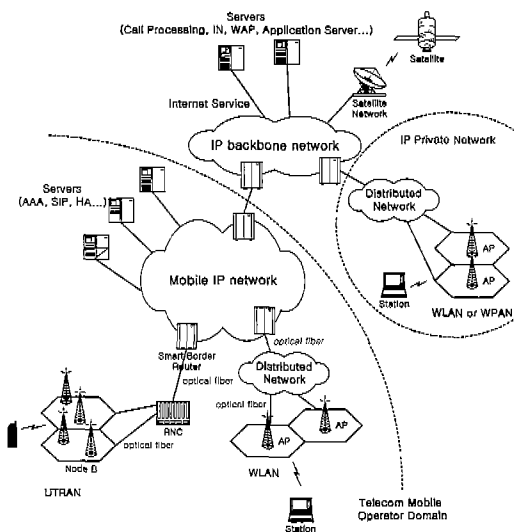 Servers
(Call Processing, IN, WAP, Application Server...)
Satellite
Satellite
Network
Internet Service
IP backbone network
IP Private Network
Distributed
Network
Servers
(AAA, SIP, HA...)
AP
AP
Station
WLAN or WPAN
Mobile IP network
optical fiber
Smart Border
Router
optical fiber
Distributed
Network
optical fiber
RNC
AP
AP
optical fiber
Node B
UTRAN
WLAN
Station
Telecom Mobile
Operator Domain